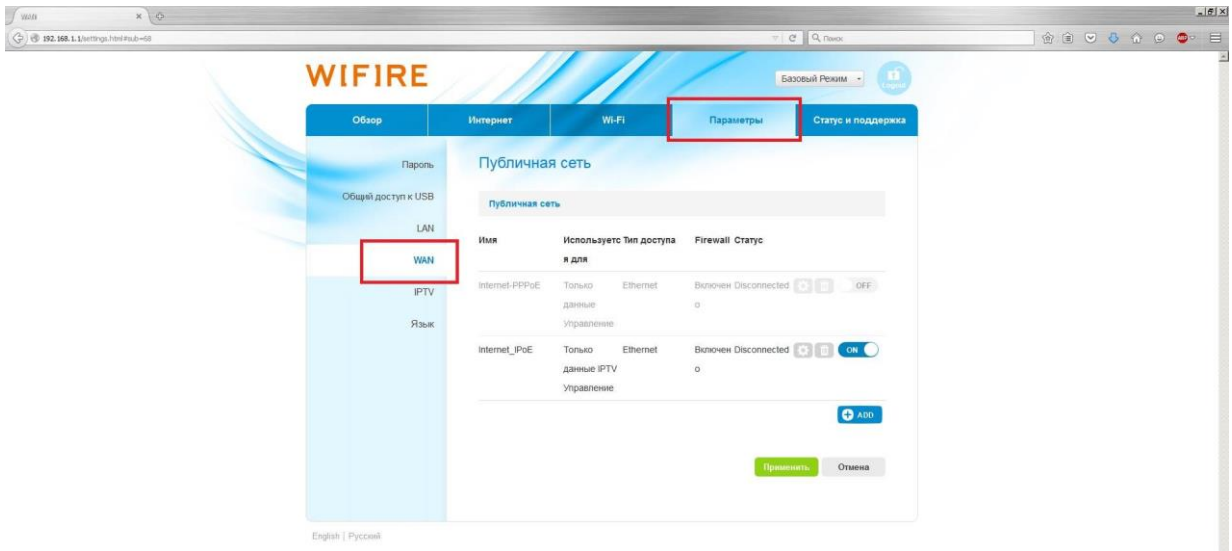 WAN
192.168.1.1/settings.html#sub=68
Поиск
WIFIRE
Базовый Режим
Logout
Обзор Интернет Wi-Fi Параметры Статус и поддержка
Пароль
Общий доступ к USB
LAN
WAN
IPTV
Язык
Публичная сеть
Публичная сеть
Имя Используетс Тип доступа Firewall Статус
я для
Internet-PPPoE Только Ethernet Включен Disconnected OFF
данные о
Управление
Internet_IPoE Только Ethernet Включен Disconnected ON
данные IPTV о
Управление
ADD
Применить Отмена
English | Русский